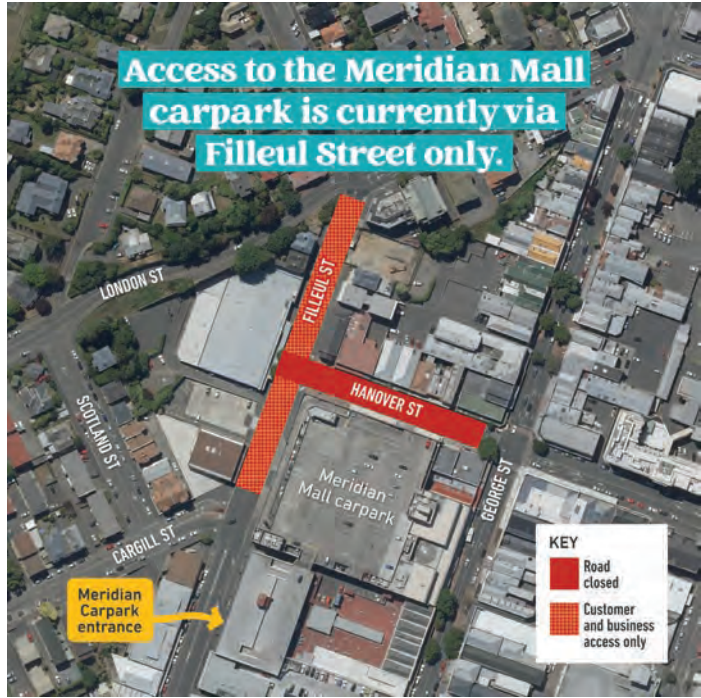 Access to the Meridian Mall
carpark is currently via
Filleul Street only.
LONDON ST
FILLEUL ST
HANOVER ST
SCOTLAND ST
GEORGE ST
Meridian
Mall carpark
CARGILL ST
Meridian
Carpark
entrance
KEY
Road
closed
Customer
and business
access only